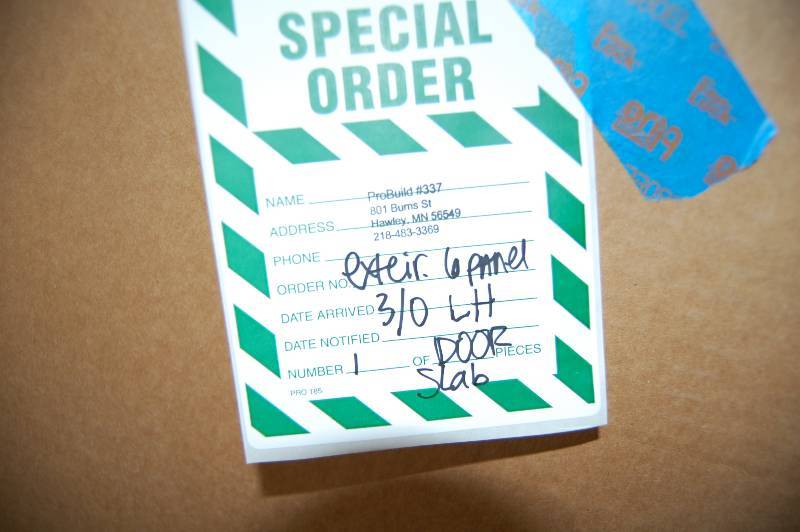 SPECIAL
ORDER
NAME ProBuild #337
801 Burns St
ADDRESS Hawley, MN 56549
218-483-3369
PHONE
exteir. 6 panel
ORDER NO.
DATE ARRIVED 3/0 LH
DATE NOTIFIED
NUMBER 1 OF DOOR PIECES
Slab
PRO 185